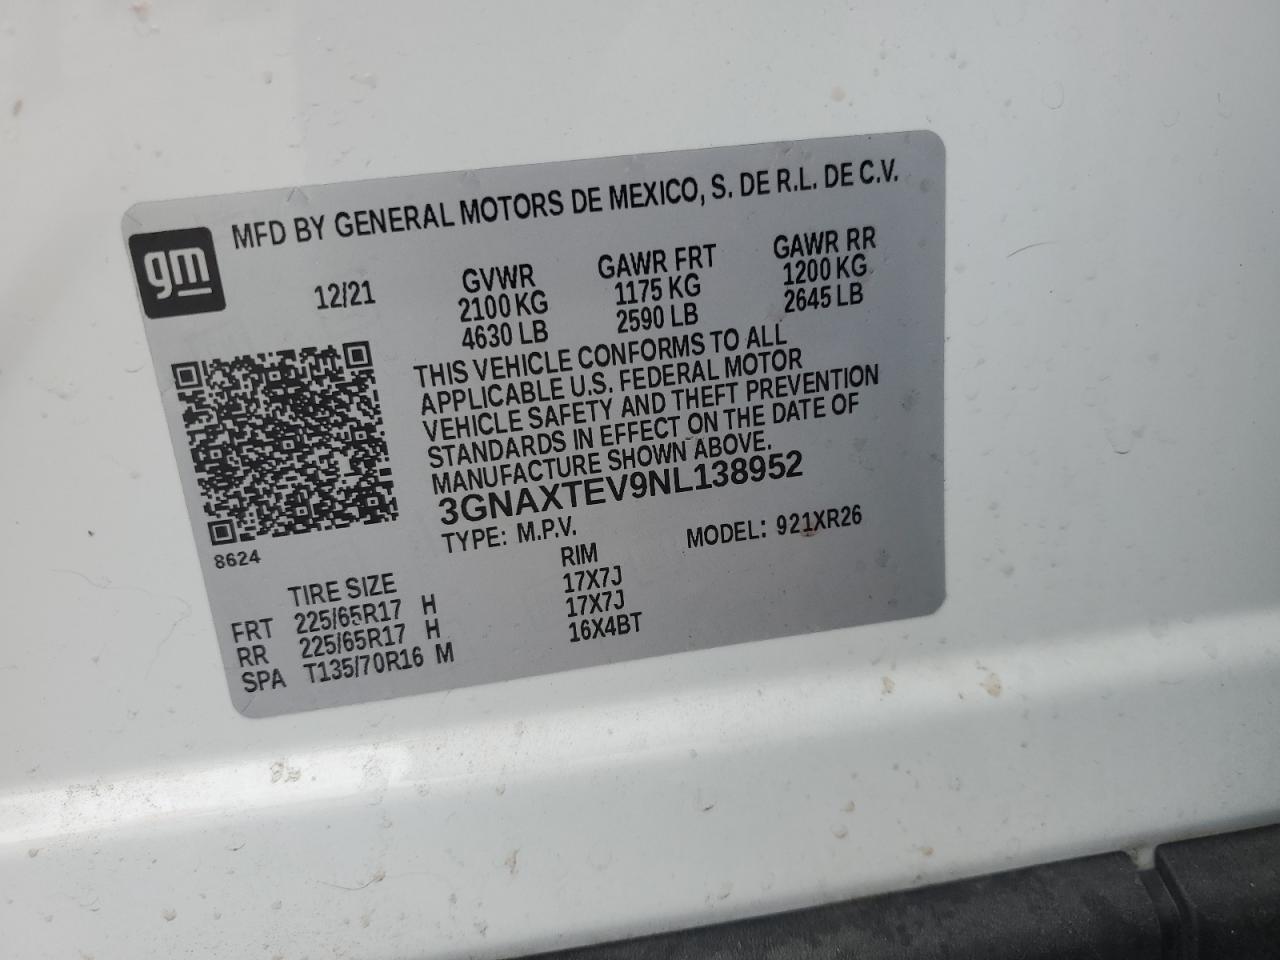 MFD BY GENERAL MOTORS DE MEXICO, S. DE R.L. DE C.V.
gm
12/21
GVWR
2100 KG
4630 LB
GAWR FRT
1175 KG
2590 LB
GAWR RR
1200 KG
2645 LB
THIS VEHICLE CONFORMS TO ALL
APPLICABLE U.S. FEDERAL MOTOR
VEHICLE SAFETY AND THEFT PREVENTION
STANDARDS IN EFFECT ON THE DATE OF
MANUFACTURE SHOWN ABOVE.
3GNAXTEV9NL138952
TYPE: M.P.V. MODEL: 921XR26
8624
TIRE SIZE RIM
FRT 225/65R17 H 17X7J
RR 225/65R17 H 17X7J
SPA T135/70R16 M 16X4BT